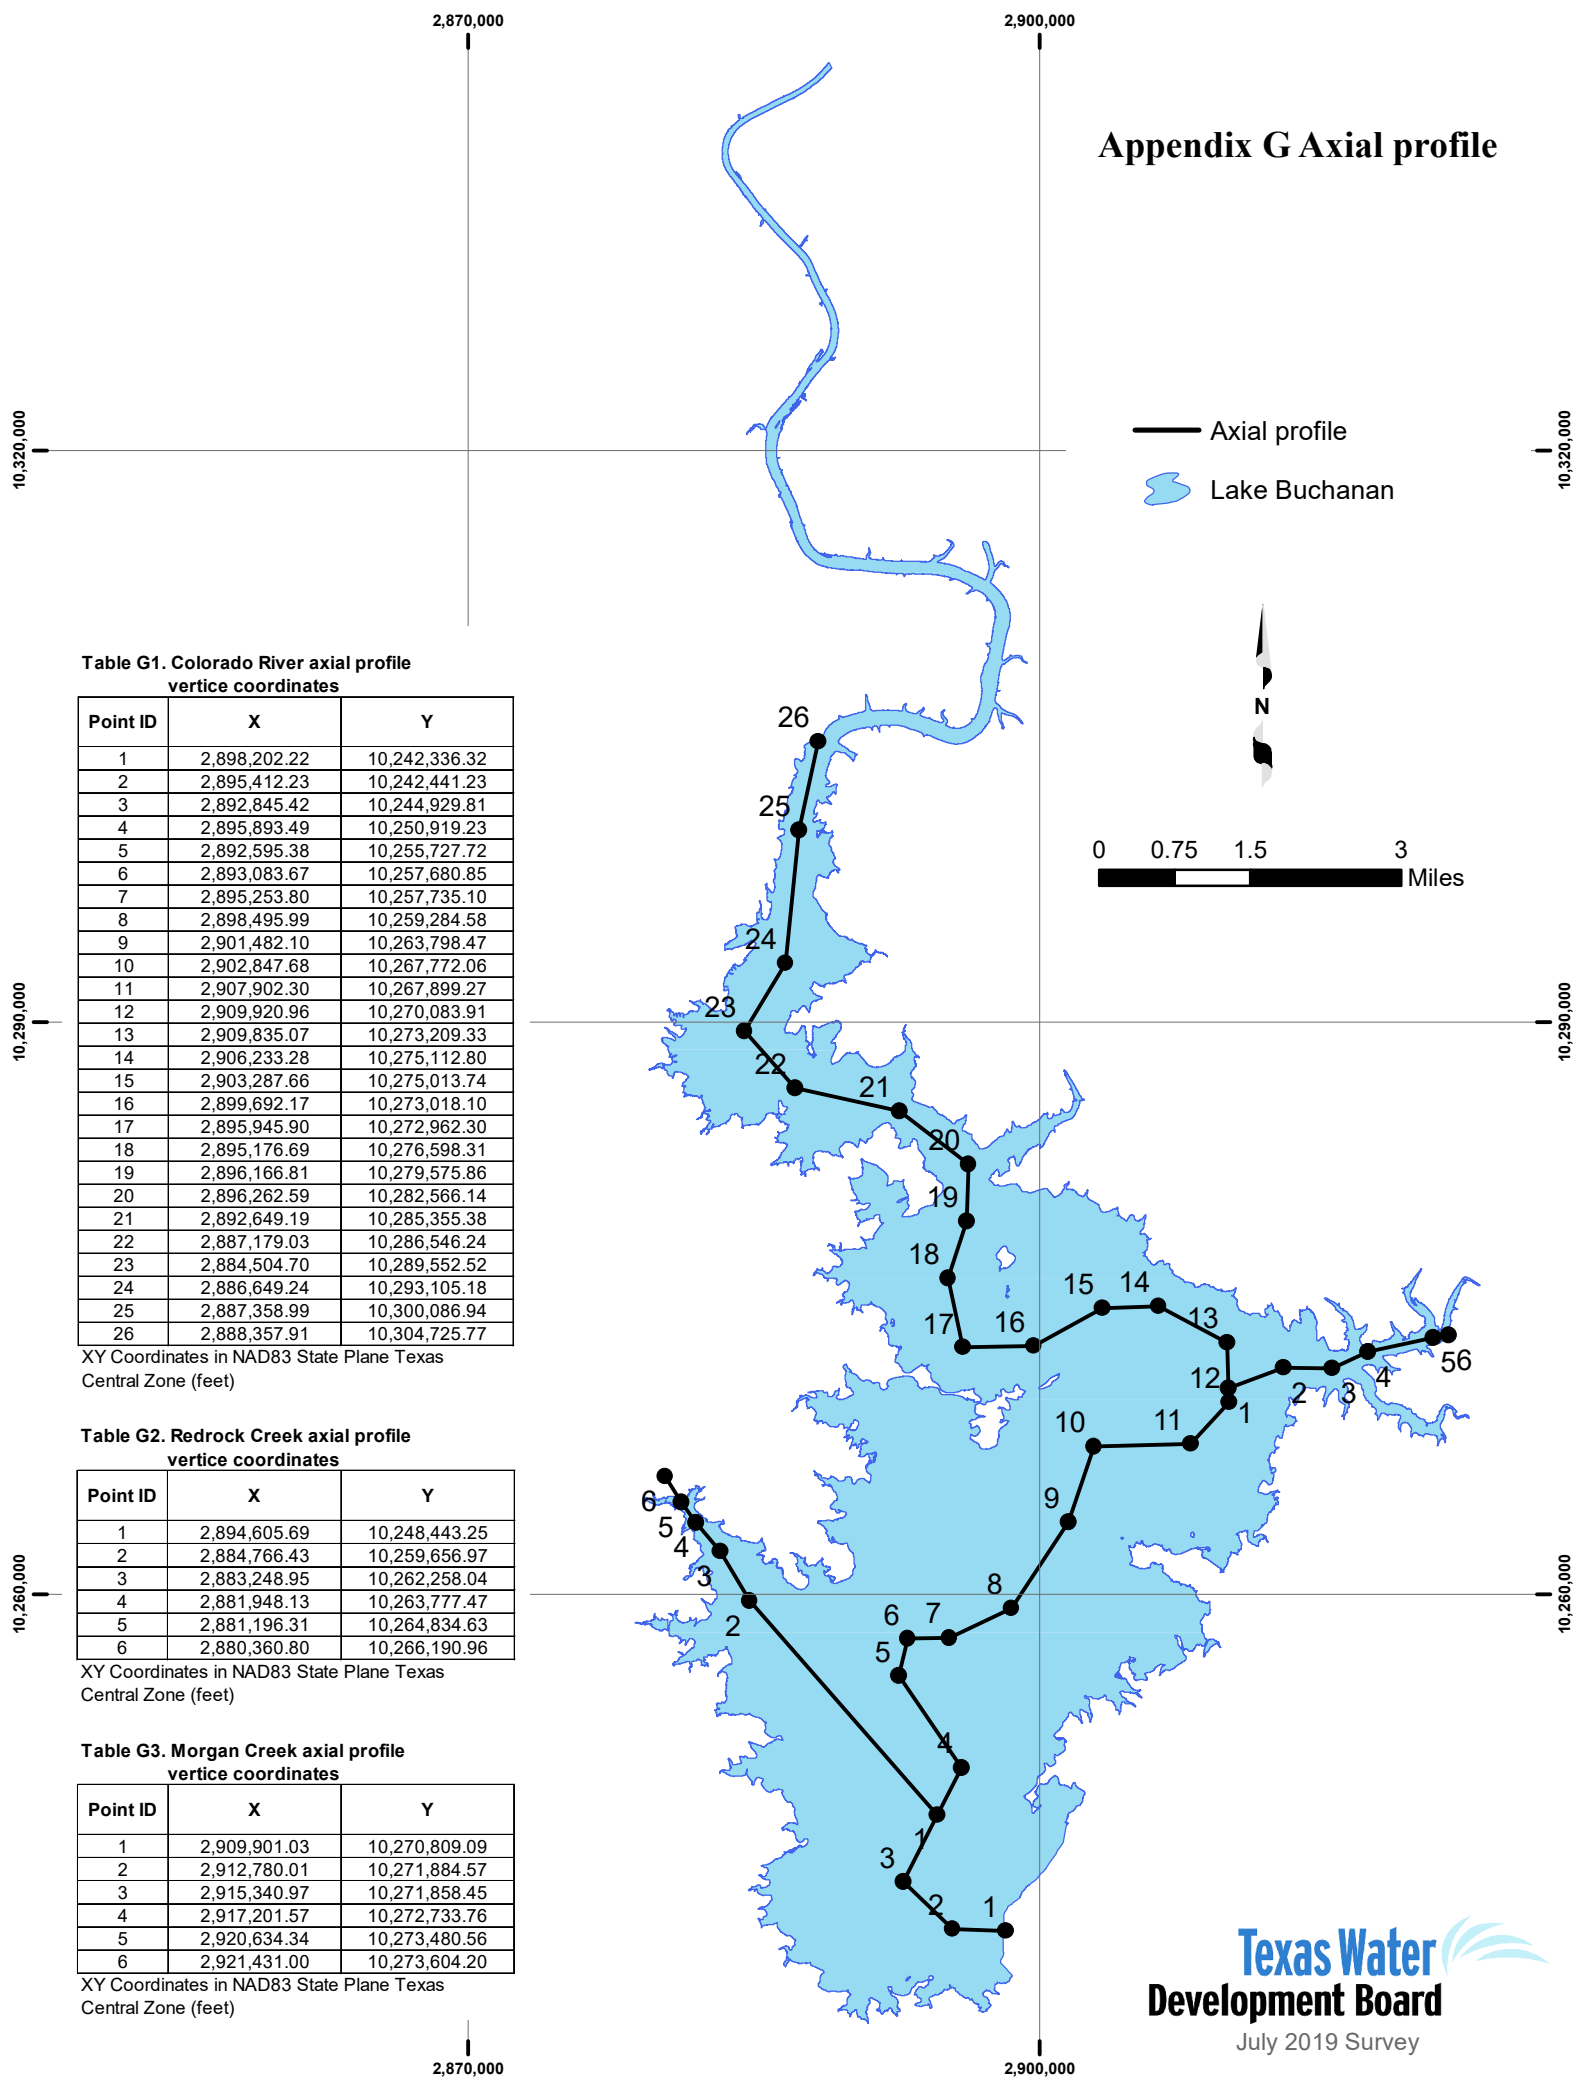 2,870,000 2,900,000
Appendix G Axial profile
10,320,000 10,320,000
Axial profile
Lake Buchanan
N
0 0.75 1.5 3
Miles
Table G1. Colorado River axial profile
vertice coordinates
Point ID X Y
1 2,898,202.22 10,242,336.32
2 2,895,412.23 10,242,441.23
3 2,892,845.42 10,244,929.81
4 2,895,893.49 10,250,919.23
5 2,892,595.38 10,255,727.72
6 2,893,083.67 10,257,680.85
7 2,895,253.80 10,257,735.10
8 2,898,495.99 10,259,284.58
9 2,901,482.10 10,263,798.47
10 2,902,847.68 10,267,772.06
11 2,907,902.30 10,267,899.27
12 2,909,920.96 10,270,083.91
13 2,909,835.07 10,273,209.33
14 2,906,233.28 10,275,112.80
15 2,903,287.66 10,275,013.74
16 2,899,692.17 10,273,018.10
17 2,895,945.90 10,272,962.30
18 2,895,176.69 10,276,598.31
19 2,896,166.81 10,279,575.86
20 2,896,262.59 10,282,566.14
21 2,892,649.19 10,285,355.38
22 2,887,179.03 10,286,546.24
23 2,884,504.70 10,289,552.52
24 2,886,649.24 10,293,105.18
25 2,887,358.99 10,300,086.94
26 2,888,357.91 10,304,725.77
XY Coordinates in NAD83 State Plane Texas
Central Zone (feet)
Table G2. Redrock Creek axial profile
vertice coordinates
Point ID X Y
1 2,894,605.69 10,248,443.25
2 2,884,766.43 10,259,656.97
3 2,883,248.95 10,262,258.04
4 2,881,948.13 10,263,777.47
5 2,881,196.31 10,264,834.63
6 2,880,360.80 10,266,190.96
XY Coordinates in NAD83 State Plane Texas
Central Zone (feet)
Table G3. Morgan Creek axial profile
vertice coordinates
Point ID X Y
1 2,909,901.03 10,270,809.09
2 2,912,780.01 10,271,884.57
3 2,915,340.97 10,271,858.45
4 2,917,201.57 10,272,733.76
5 2,920,634.34 10,273,480.56
6 2,921,431.00 10,273,604.20
XY Coordinates in NAD83 State Plane Texas
Central Zone (feet)
26
25
24
23
10,290,000 10,290,000
22
21
20
19
18
15 14
17 16 13
56
12 2 3 4
1
10 11
9
6
5
4
3
10,260,000 10,260,000
2
8
6 7
5
4
1
3
2 1
Texas Water
Development Board
July 2019 Survey
2,870,000 2,900,000